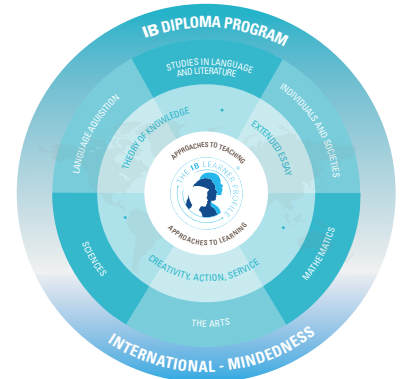 IB DIPLOMA PROGRAM
STUDIES IN LANGUAGE
AND LITERATURE
LANGUAGE AQUISITION
INDIVIDUALS AND SOCIETIES
THEORY OF KNOWLEDGE
EXTENDED ESSAY
APPROACHES TO TEACHING
THE IB LEARNER PROFILE
APPROACHES TO LEARNING
SCIENCES
MATHEMATICS
CREATIVITY, ACTION, SERVICE
THE ARTS
INTERNATIONAL - MINDEDNESS